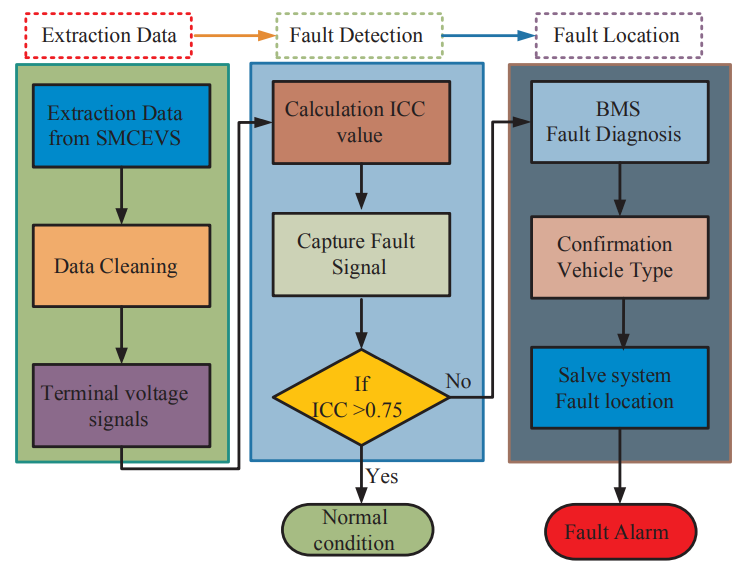 Extraction Data
Fault Detection
Fault Location
Extraction Data
from SMCEVS
Data Cleaning
Terminal voltage
signals
Calculation ICC
value
Capture Fault
Signal
If
ICC >0.75
No
Yes
Normal
condition
BMS
Fault Diagnosis
Confirmation
Vehicle Type
Salve system
Fault location
Fault Alarm